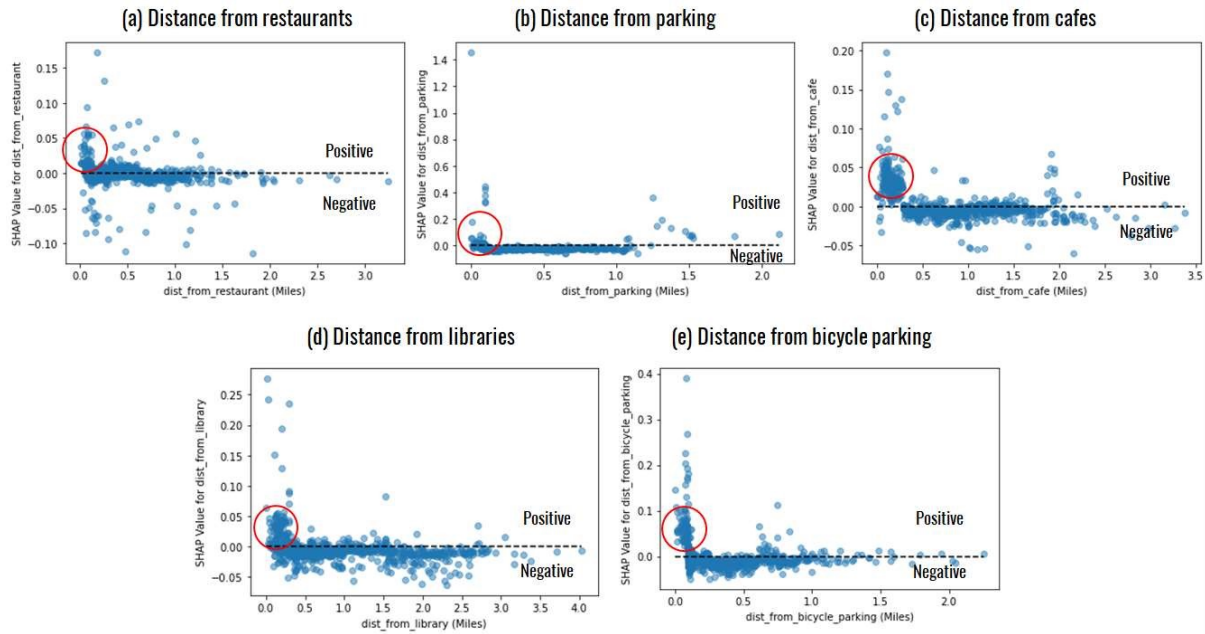 (a) Distance from restaurants
SHAP Value for dist_from_restaurant
0.15
0.10
0.05
0.00
−0.05
−0.10
Positive
Negative
0.0 0.5 1.0 1.5 2.0 2.5 3.0
dist_from_restaurant (Miles)
(b) Distance from parking
SHAP Value for dist_from_parking
1.4
1.2
1.0
0.8
0.6
0.4
0.2
0.0
Positive
Negative
0.0 0.5 1.0 1.5 2.0
dist_from_parking (Miles)
(c) Distance from cafes
SHAP Value for dist_from_cafe
0.20
0.15
0.10
0.05
0.00
−0.05
Positive
Negative
0.0 0.5 1.0 1.5 2.0 2.5 3.0 3.5
dist_from_cafe (Miles)
(d) Distance from libraries
SHAP Value for dist_from_library
0.25
0.20
0.15
0.10
0.05
0.00
−0.05
Positive
Negative
0.0 0.5 1.0 1.5 2.0 2.5 3.0 3.5 4.0
dist_from_library (Miles)
(e) Distance from bicycle parking
SHAP Value for dist_from_bicycle_parking
0.4
0.3
0.2
0.1
0.0
Positive
Negative
0.0 0.5 1.0 1.5 2.0
dist_from_bicycle_parking (Miles)